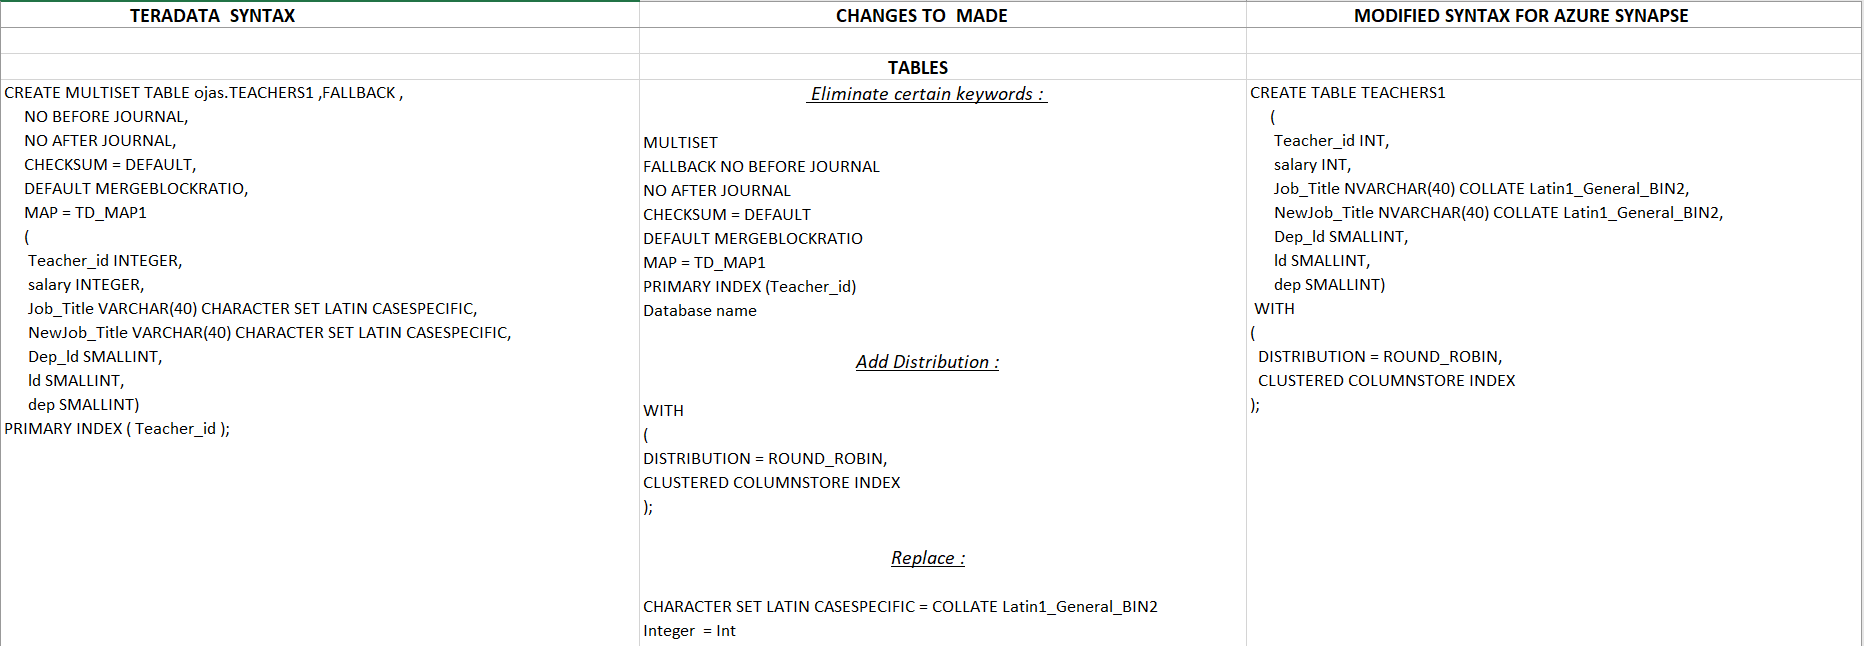 TERADATA SYNTAX
CHANGES TO MADE
MODIFIED SYNTAX FOR AZURE SYNAPSE
TABLES
CREATE MULTISET TABLE ojas.TEACHERS1 ,FALLBACK ,
NO BEFORE JOURNAL,
NO AFTER JOURNAL,
CHECKSUM = DEFAULT,
DEFAULT MERGEBLOCKRATIO,
MAP = TD_MAP1
(
Teacher_id INTEGER,
salary INTEGER,
Job_Title VARCHAR(40) CHARACTER SET LATIN CASESPECIFIC,
NewJob_Title VARCHAR(40) CHARACTER SET LATIN CASESPECIFIC,
Dep_ld SMALLINT,
ld SMALLINT,
dep SMALLINT)
PRIMARY INDEX ( Teacher_id );
Eliminate certain keywords :
MULTISET
FALLBACK NO BEFORE JOURNAL
NO AFTER JOURNAL
CHECKSUM = DEFAULT
DEFAULT MERGEBLOCKRATIO
MAP = TD_MAP1
PRIMARY INDEX (Teacher_id)
Database name
Add Distribution :
WITH
(
DISTRIBUTION = ROUND_ROBIN,
CLUSTERED COLUMNSTORE INDEX
);
Replace :
CHARACTER SET LATIN CASESPECIFIC = COLLATE Latin1_General_BIN2
Integer = Int
CREATE TABLE TEACHERS1
(
Teacher_id INT,
salary INT,
Job_Title NVARCHAR(40) COLLATE Latin1_General_BIN2,
NewJob_Title NVARCHAR(40) COLLATE Latin1_General_BIN2,
Dep_ld SMALLINT,
ld SMALLINT,
dep SMALLINT)
WITH
(
DISTRIBUTION = ROUND_ROBIN,
CLUSTERED COLUMNSTORE INDEX
);